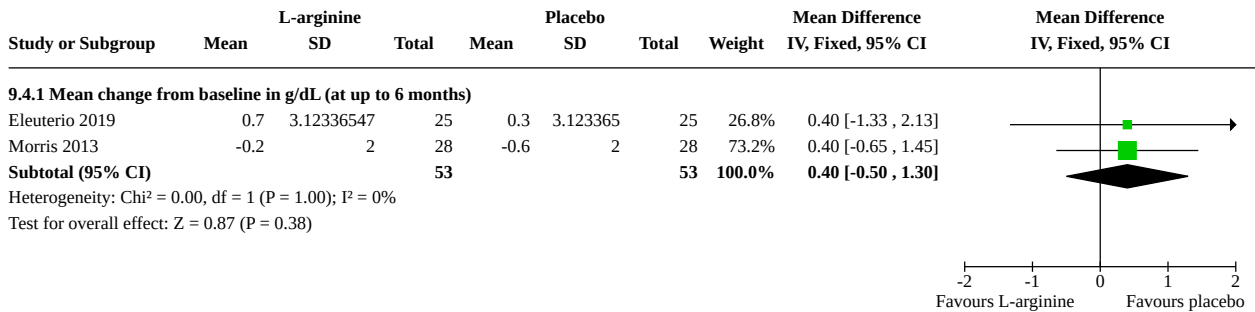 L-arginine Placebo Mean Difference Mean Difference
Study or Subgroup Mean SD Total Mean SD Total Weight IV, Fixed, 95% CI IV, Fixed, 95% CI
9.4.1 Mean change from baseline in g/dL (at up to 6 months)
Eleuterio 2019 0.7 3.12336547 25 0.3 3.123365 25 26.8% 0.40 [-1.33 , 2.13]
Morris 2013 -0.2 2 28 -0.6 2 28 73.2% 0.40 [-0.65 , 1.45]
Subtotal (95% CI) 53 53 100.0% 0.40 [-0.50 , 1.30]
Heterogeneity: Chi² = 0.00, df = 1 (P = 1.00); I² = 0%
Test for overall effect: Z = 0.87 (P = 0.38)
-2 -1 0 1 2
Favours L-arginine Favours placebo